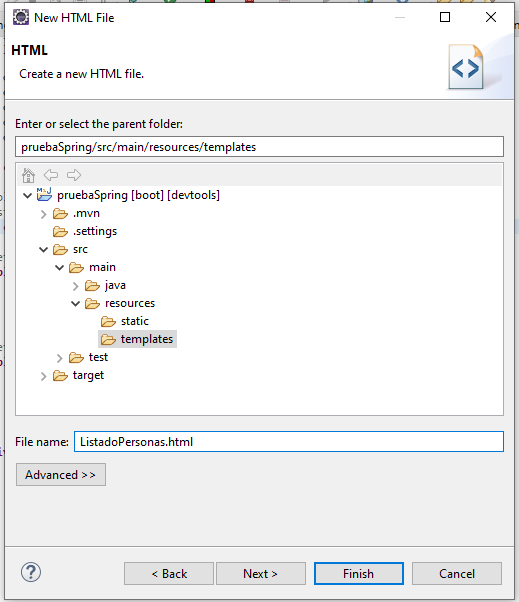 New HTML File
HTML
Create a new HTML file.
Enter or select the parent folder:
pruebaSpring/src/main/resources/templates
pruebaSpring [boot] [devtools]
.mvn
.settings
src
main
java
resources
static
templates
test
target
File name: ListadoPersonas.html
Advanced >>
< Back Next > Finish Cancel